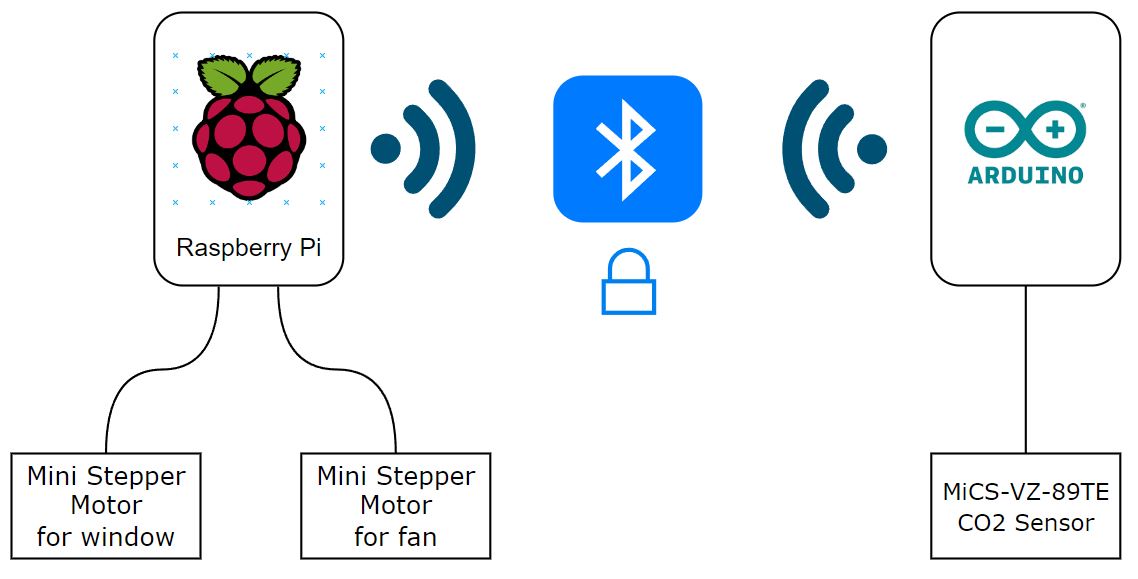 Raspberry Pi
ARDUINO
Mini Stepper
Motor
for window
Mini Stepper
Motor
for fan
MiCS-VZ-89TE
CO2 Sensor